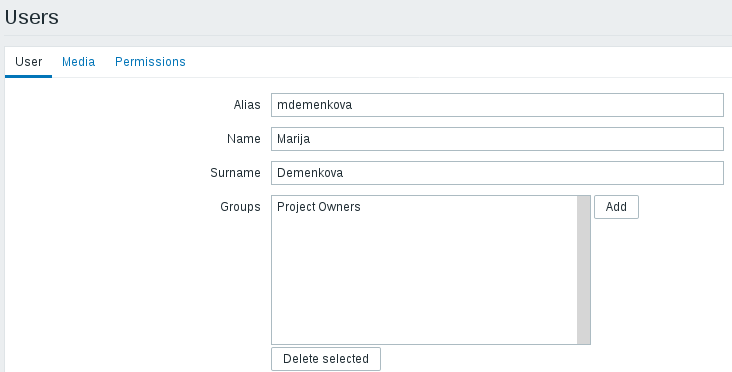 Users
User Media Permissions
Alias mdemenkova
Name Marija
Surname Demenkova
Groups Project Owners Add
Delete selected